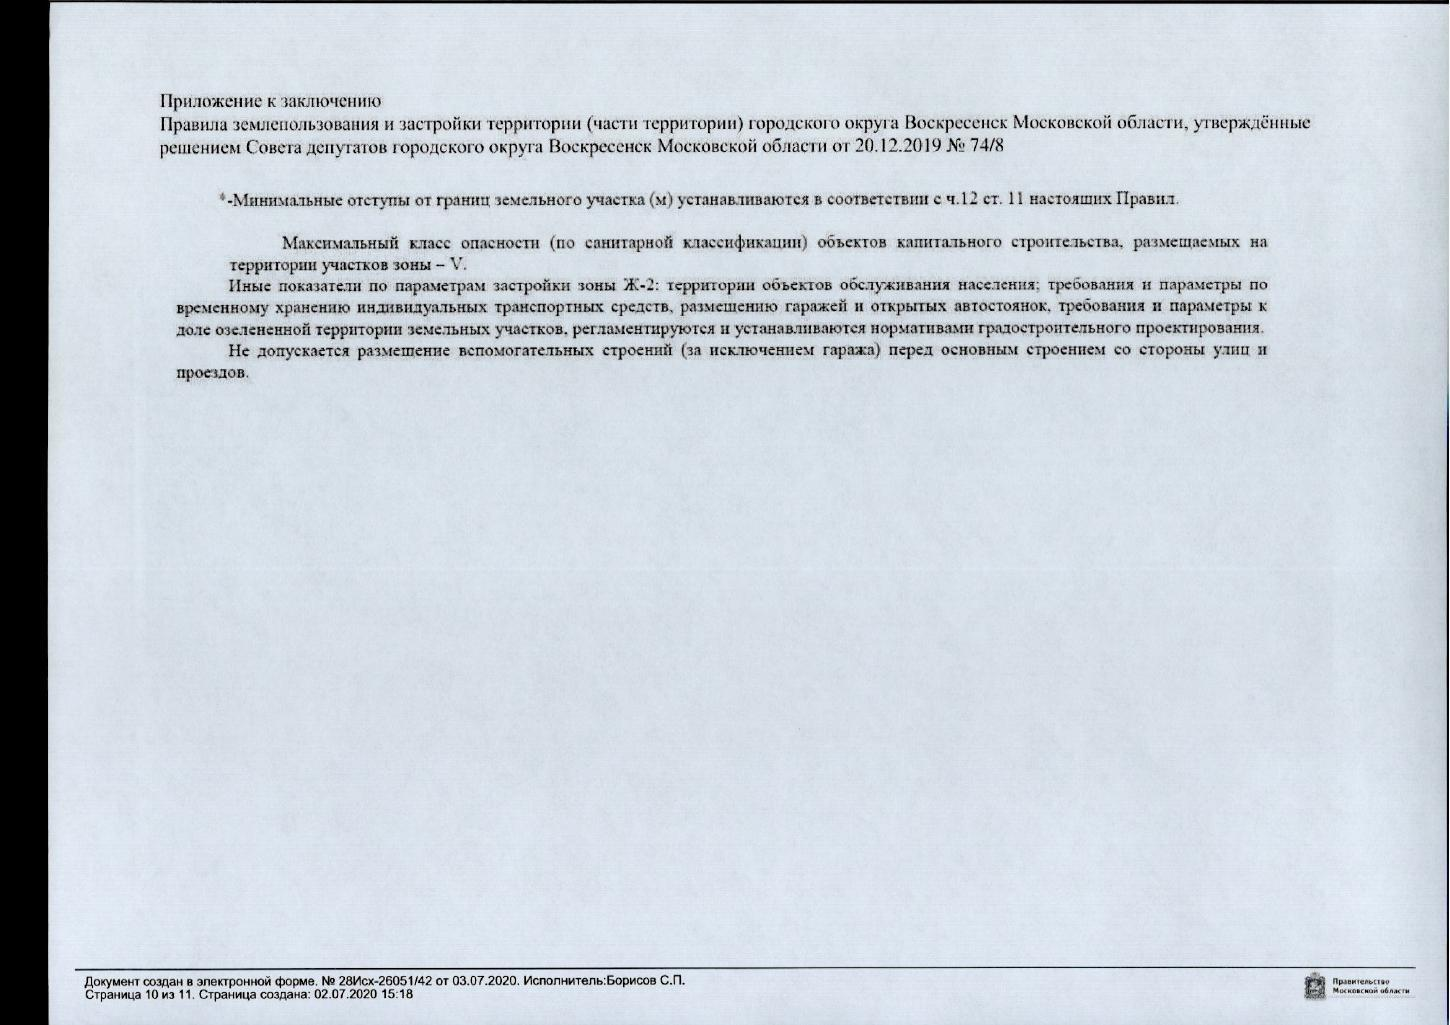 Приложение к заключению
Правила землепользования и застройки территории (части территории) городского округа Воскресенск Московской области, утверждённые
решением Совета депутатов городского округа Воскресенск Московской области от 20.12.2019 № 74/8
*-Минимальные отступы от границ земельного участка (м) устанавливаются в соответствии с ч.12 ст. 11 настоящих Правил.
Максимальный класс опасности (по санитарной классификации) объектов капитального строительства, размещаемых на
территории участков зоны – V.
Иные показатели по параметрам застройки зоны Ж-2: территории объектов обслуживания населения; требования и параметры по
временному хранению индивидуальных транспортных средств, размещению гаражей и открытых автостоянок, требования и параметры к
доле озелененной территории земельных участков, регламентируются и устанавливаются нормативами градостроительного проектирования.
Не допускается размещение вспомогательных строений (за исключением гаража) перед основным строением со стороны улиц и
проездов.
Документ создан в электронной форме. № 28Исх-26051/42 от 03.07.2020. Исполнитель:Борисов С.П.
Страница 10 из 11. Страница создана: 02.07.2020 15:18
Правительство
Московской области